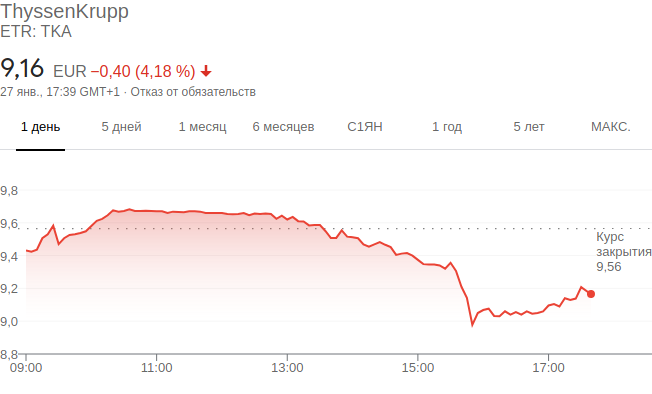 ThyssenKrupp
ETR: TKA
9,16 EUR −0,40 (4,18 %)
27 янв., 17:39 GMT+1 · Отказ от обязательств
1 день 5 дней 1 месяц 6 месяцев С1ЯН 1 год 5 лет МАКС.
9,8
9,6
Курс
закрытия
9,56
9,4
9,2
9,0
8,8
09:00 11:00 13:00 15:00 17:00